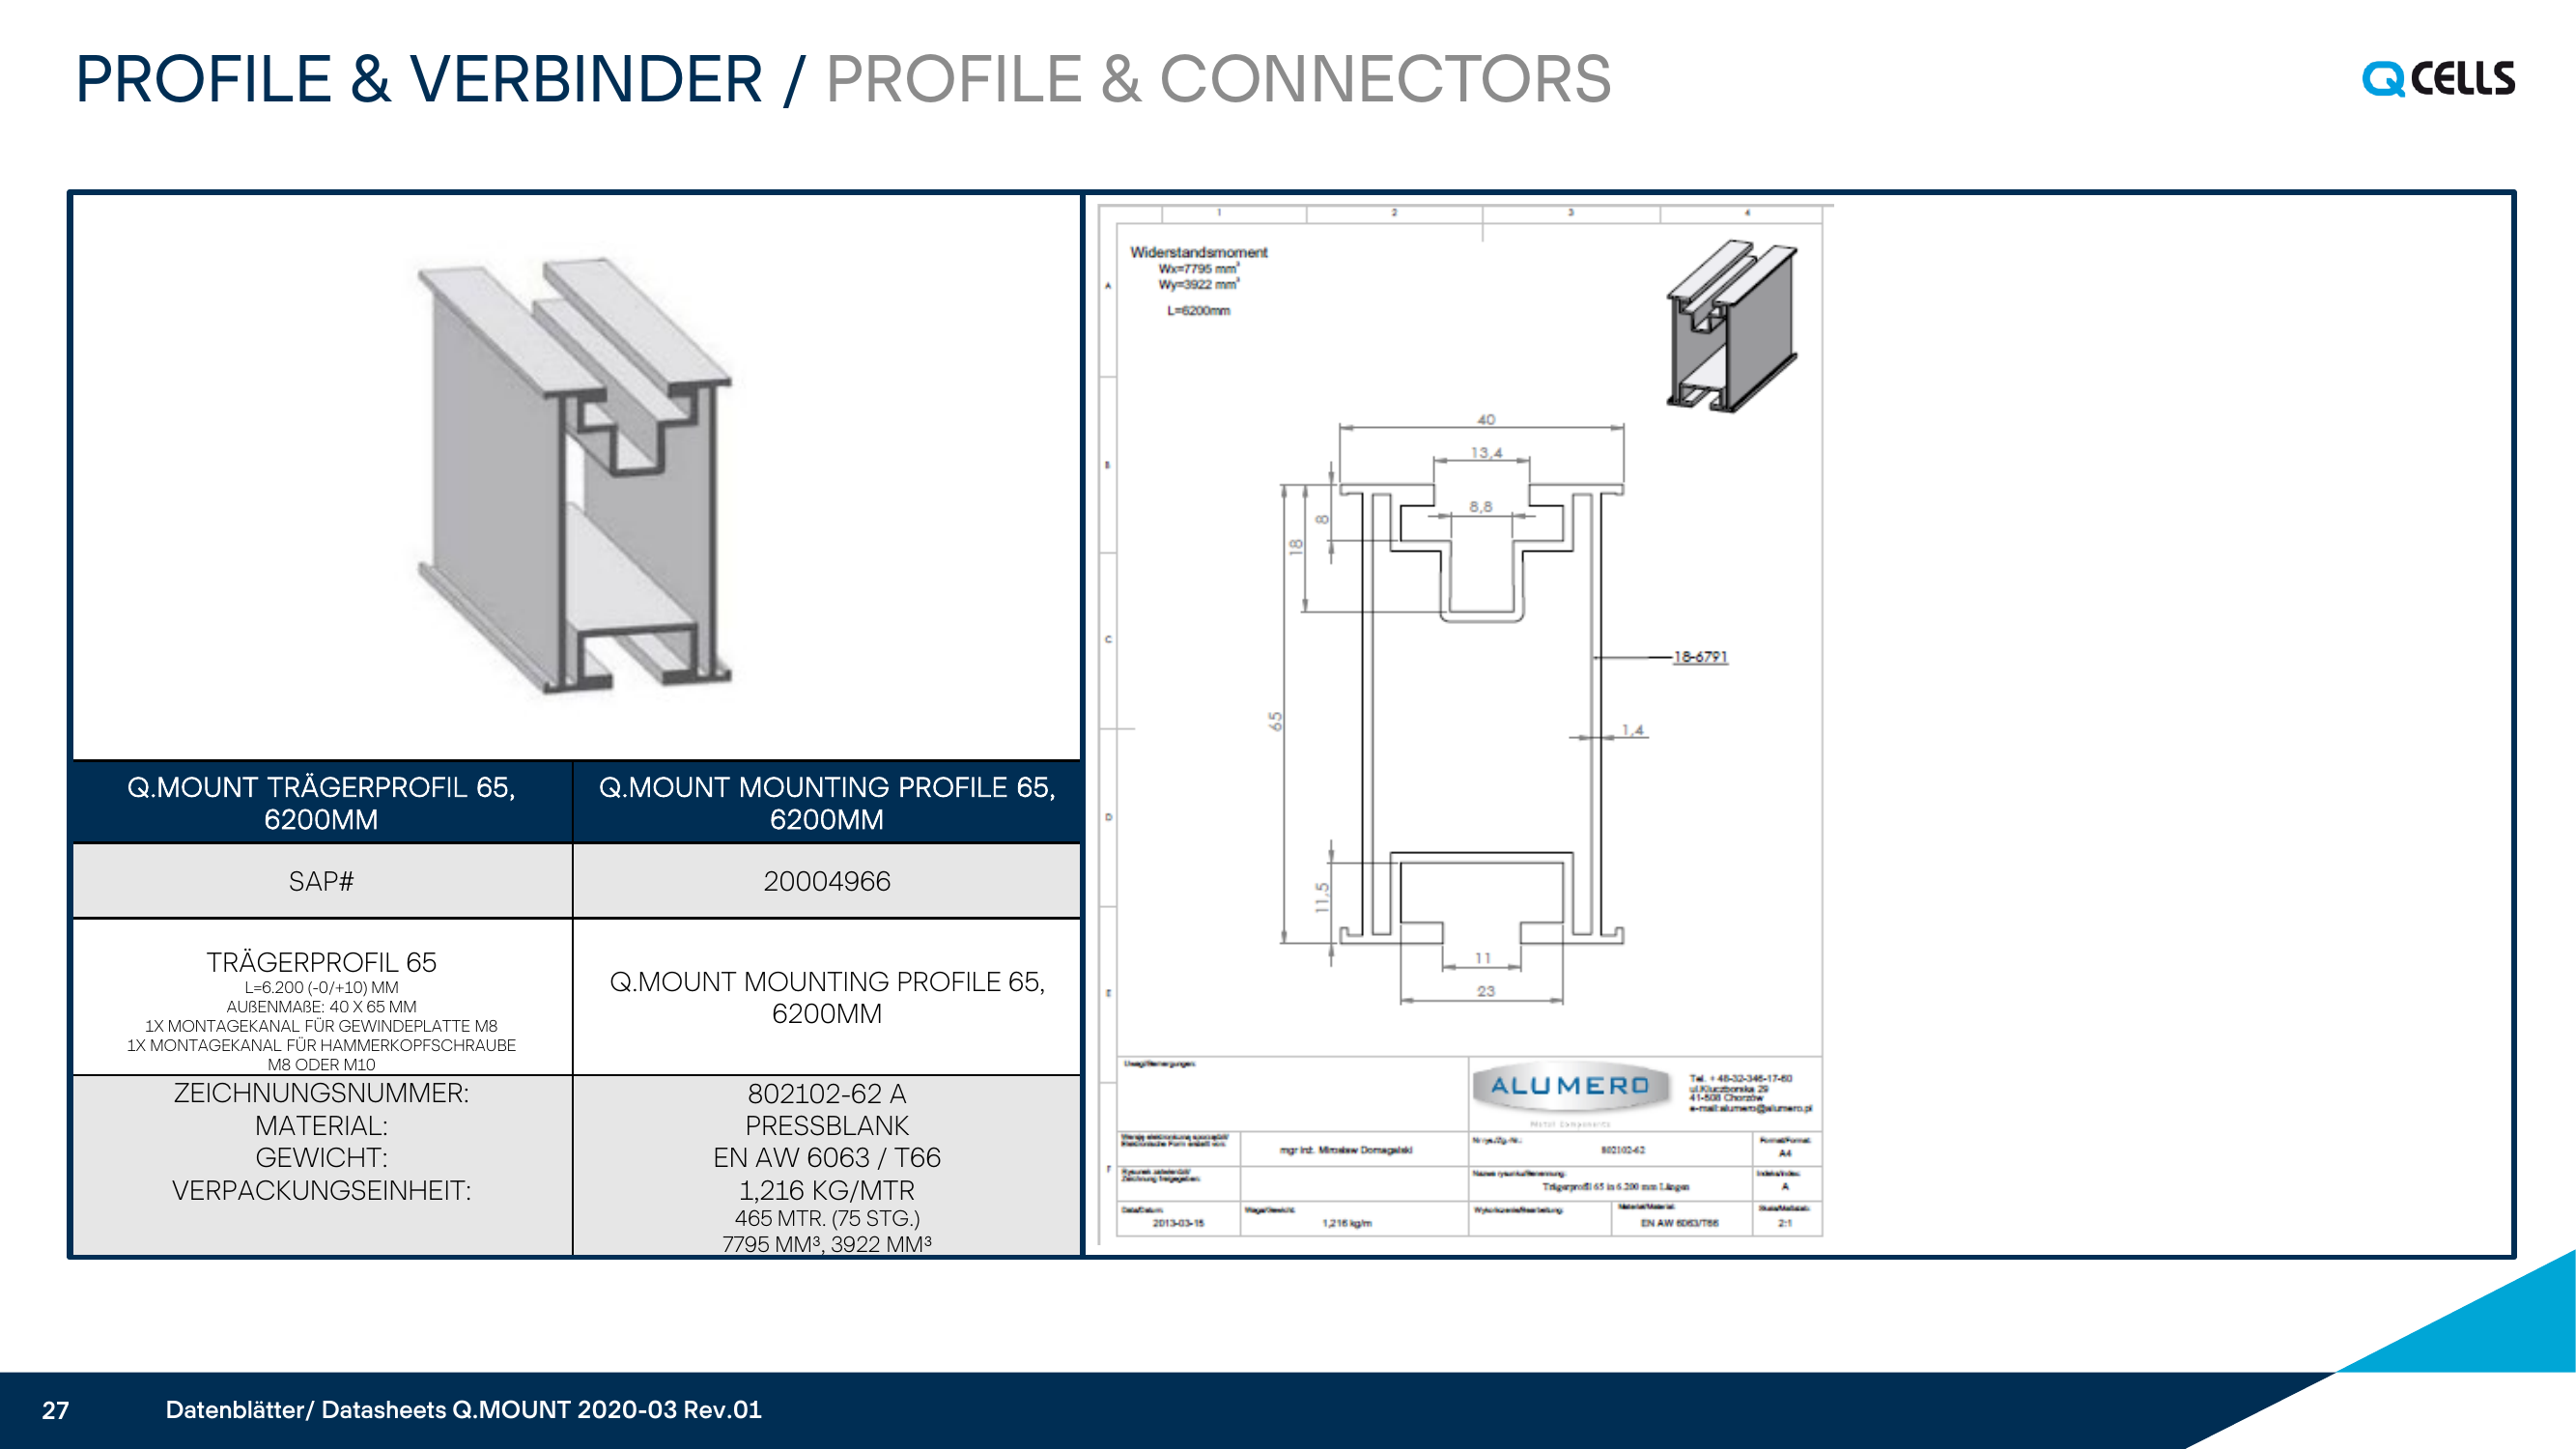 PROFILE & VERBINDER / PROFILE & CONNECTORS
Q CELLS
Q.MOUNT TRÄGERPROFIL 65,
6200MM
Q.MOUNT MOUNTING PROFILE 65,
6200MM
SAP#
20004966
TRÄGERPROFIL 65
L=6.200 (-0/+10) MM
AUßENMAßE: 40 X 65 MM
1X MONTAGEKANAL FÜR GEWINDEPLATTE M8
1X MONTAGEKANAL FÜR HAMMERKOPFSCHRAUBE
M8 ODER M10
Q.MOUNT MOUNTING PROFILE 65,
6200MM
ZEICHNUNGSNUMMER:
MATERIAL:
GEWICHT:
VERPACKUNGSEINHEIT:
802102-62 A
PRESSBLANK
EN AW 6063 / T66
1,216 KG/MTR
465 MTR. (75 STG.)
7795 MM³, 3922 MM³
1 2 3 4
A
B
C
D
E
F
Widerstandsmoment
Wx=7795 mm³
Wy=3922 mm³
L=6200mm
40
13,4
8,8
8
18
65
18-6791
1,4
11,5
11
23
Uwagi/Bemerkungen:
ALUMERO
Metal Components
Tel. +48-32-346-17-60
ul.Kluczborska 29
41-508 Chorzów
e-mail:alumero@alumero.pl
mgr inż. Mirosław Domagalski
Nr rys./Zg.-Nr.:
802102-62
Format/Format:
A4
Nazwa rysunku/Benennung:
Trägerprofil 65 in 6.200 mm Längen
Indeks/Index:
A
Data/Datum:
2013-03-15
Waga/Gewicht:
1,216 kg/m
Material/Material:
EN AW 6063/T66
2:1
27
Datenblätter/ Datasheets Q.MOUNT 2020-03 Rev.01